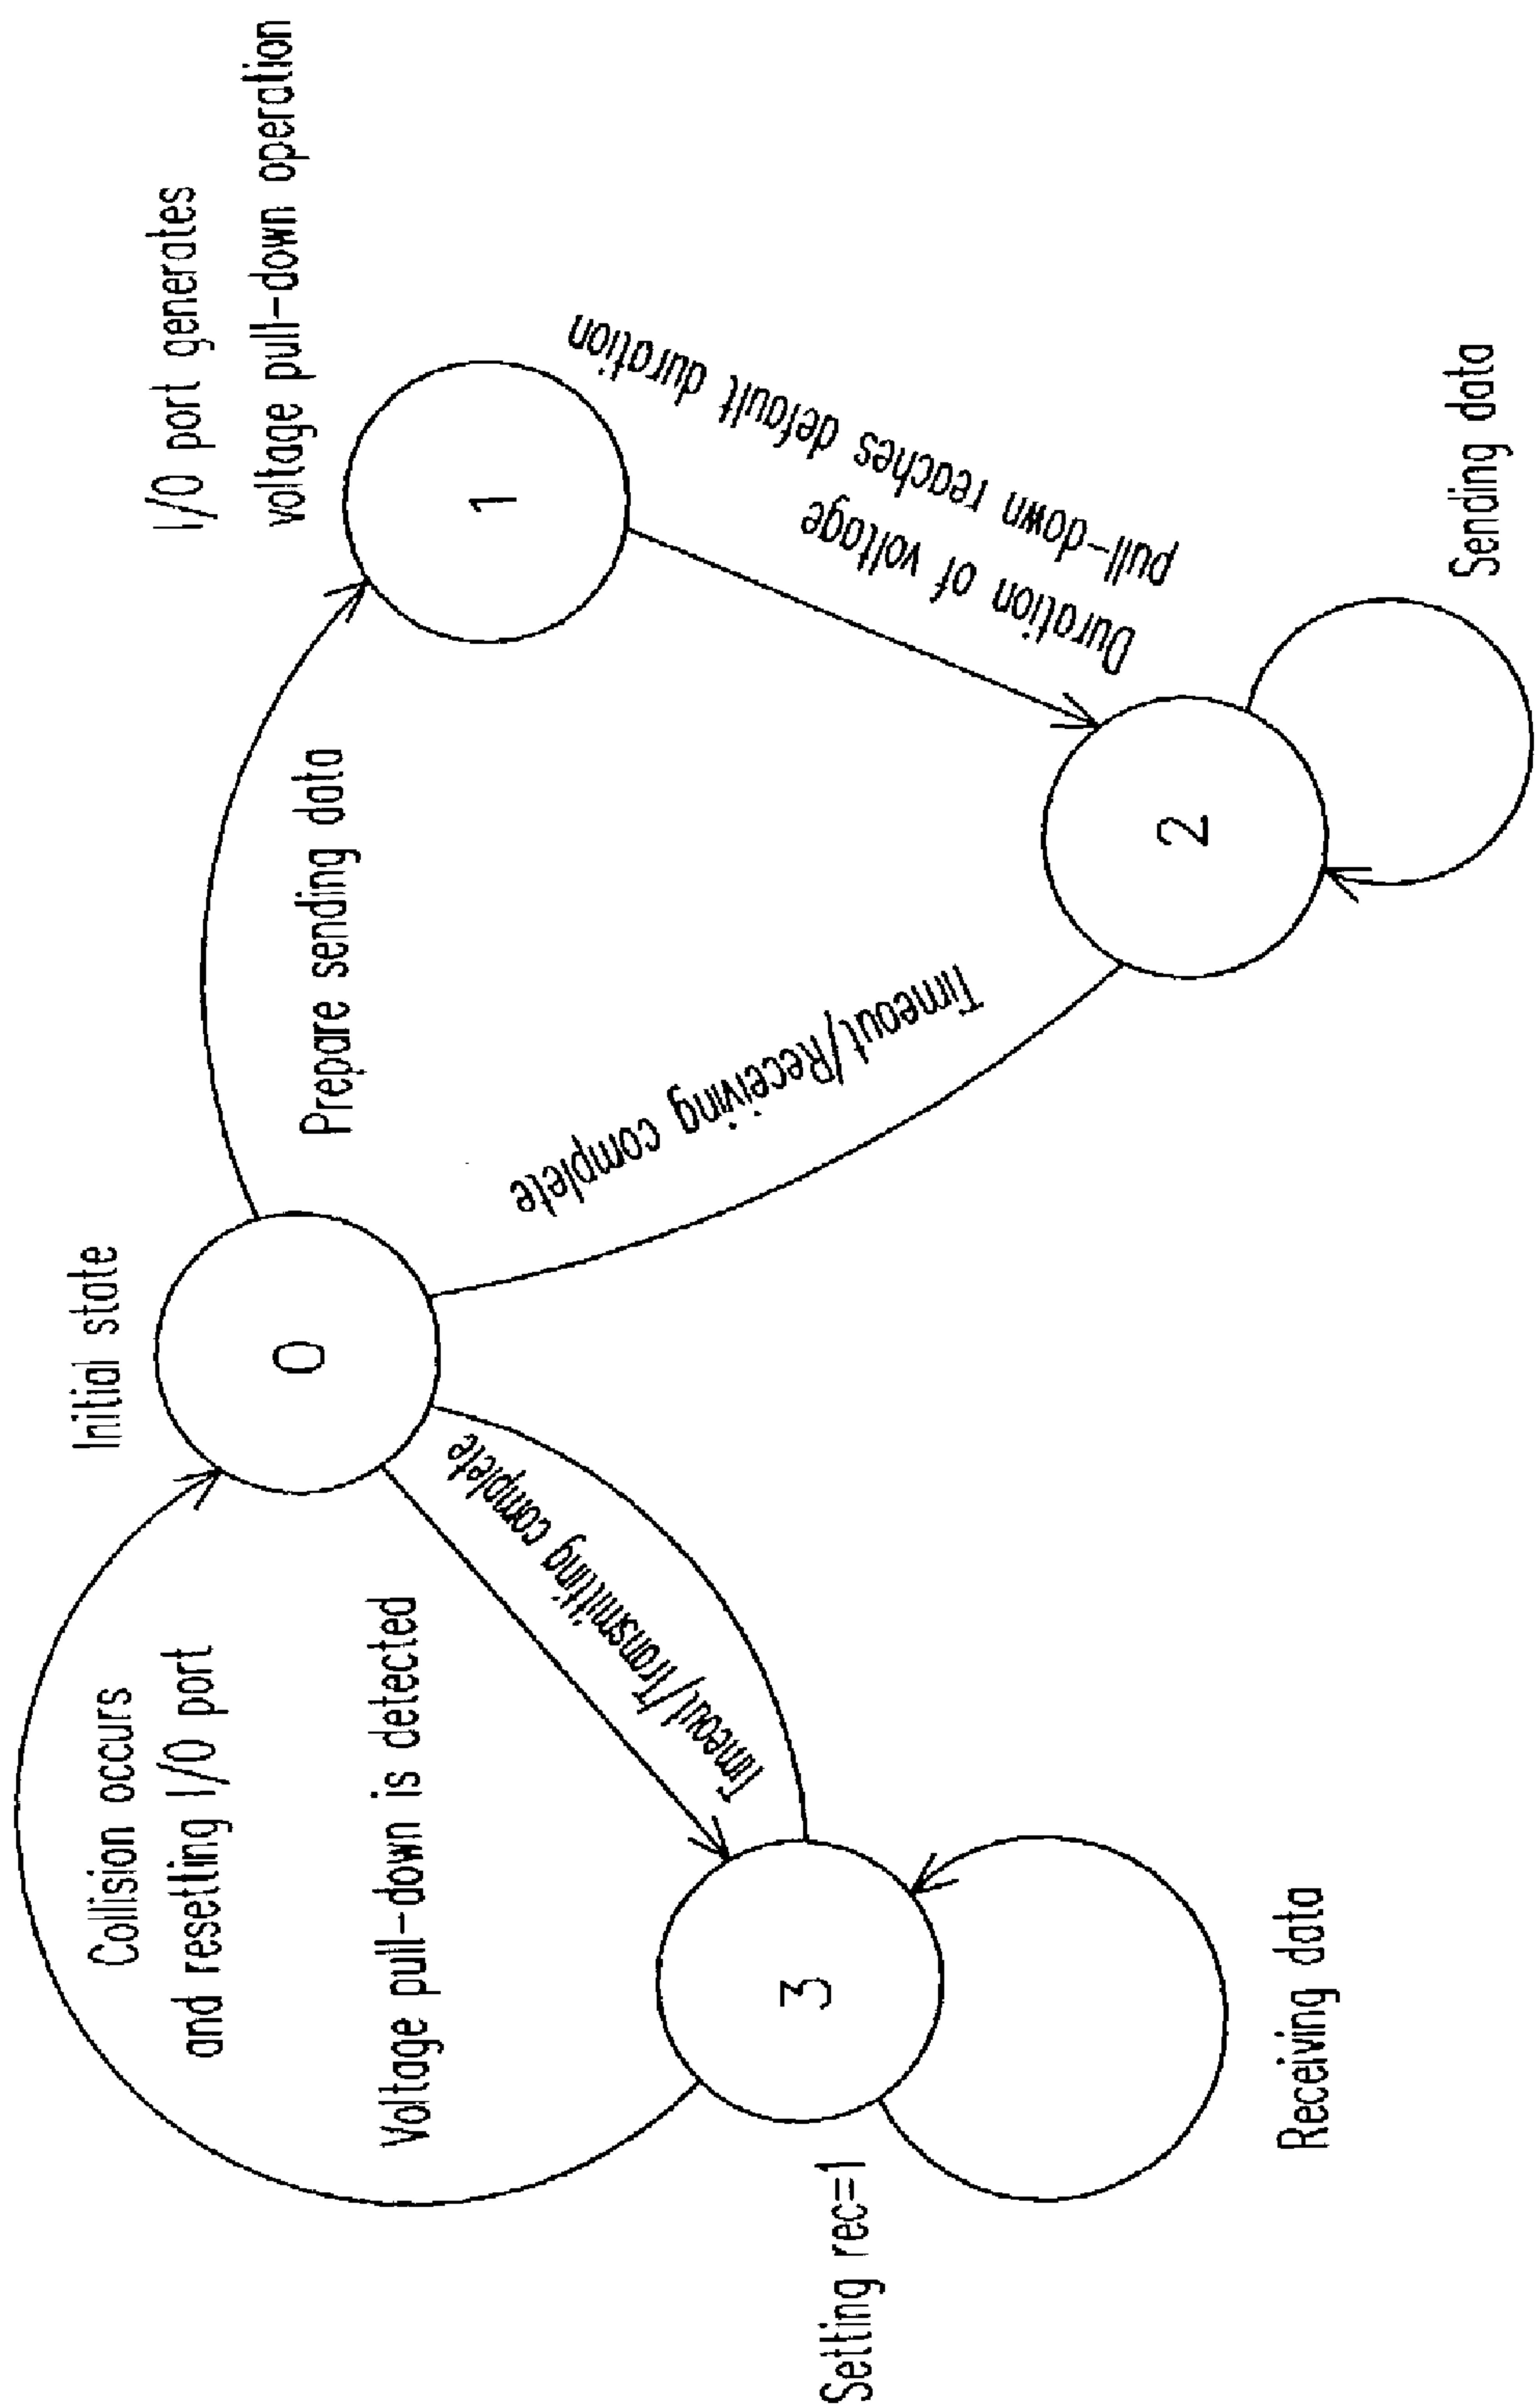 Initial state
0
Collision occurs
and resetting I/O port
Voltage pull-down is detected
Timeout/Transmitting complete
Prepare sending data
I/O port generates
voltage pull-down operation
1
Duration of voltage
pull-down reaches default duration
Timeout/Receiving complete
2
Sending data
3
Setting rec=1
Receiving data